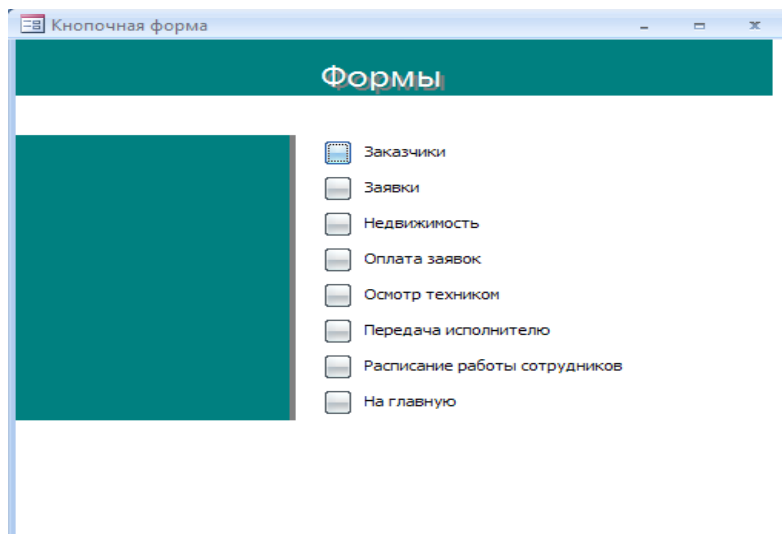 Кнопочная форма
Формы
Заказчики
Заявки
Недвижимость
Оплата заявок
Осмотр техником
Передача исполнителю
Расписание работы сотрудников
На главную